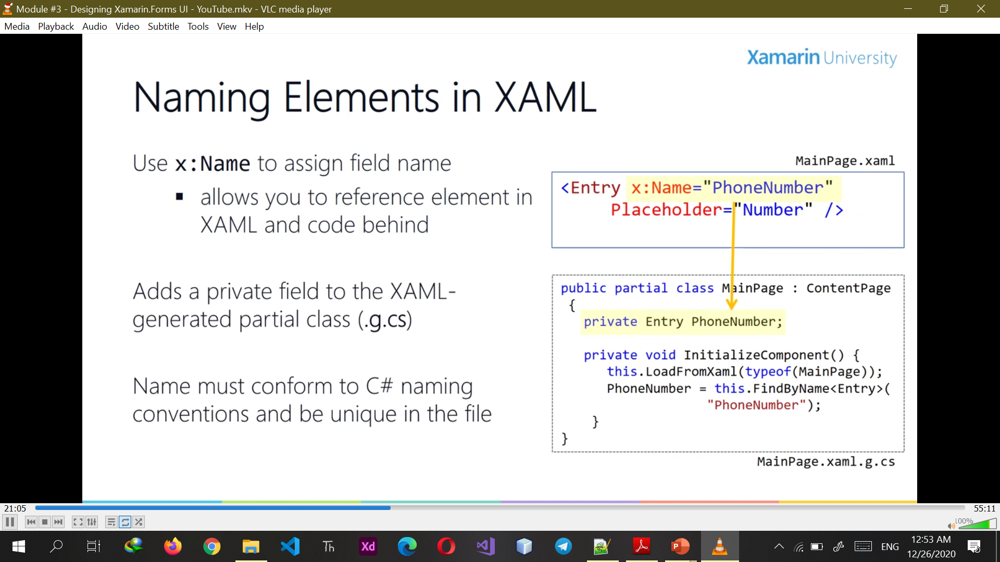 Module #3 - Designing Xamarin.Forms UI - YouTube.mkv - VLC media player
Media Playback Audio Video Subtitle Tools View Help
Xamarin University
Naming Elements in XAML
Use x:Name to assign field name
▪ allows you to reference element in
XAML and code behind
Adds a private field to the XAML-
generated partial class (.g.cs)
Name must conform to C# naming
conventions and be unique in the file
MainPage.xaml
<Entry x:Name="PhoneNumber"
Placeholder="Number" />
public partial class MainPage : ContentPage
{
private Entry PhoneNumber;
private void InitializeComponent() {
this.LoadFromXaml(typeof(MainPage));
PhoneNumber = this.FindByName<Entry>(
"PhoneNumber");
}
}
MainPage.xaml.g.cs
21:05
55:11
100%
Th
Xd
ENG
12:53 AM
12/26/2020